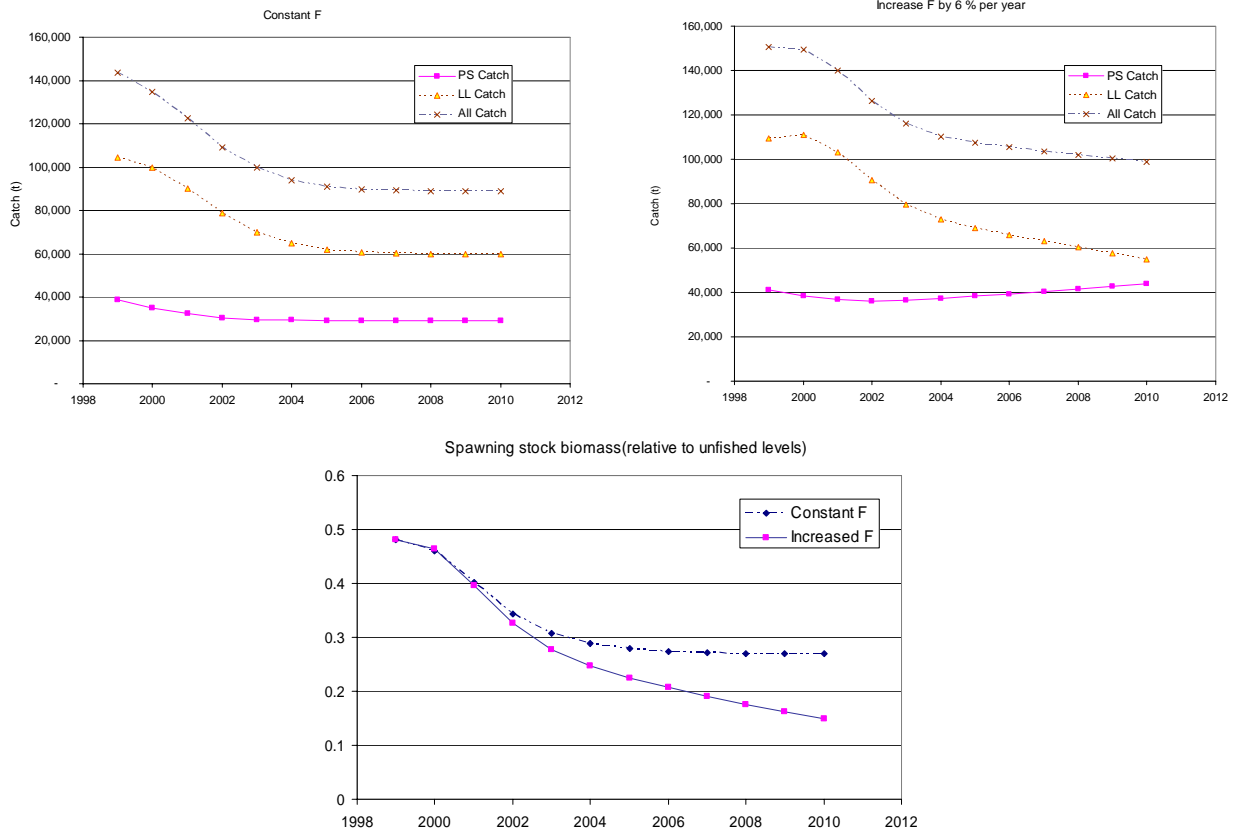 Constant F
160,000
140,000
120,000
100,000
80,000
60,000
40,000
20,000
-
Catch (t)
1998 2000 2002 2004 2006 2008 2010 2012
PS Catch
LL Catch
All Catch
Increase F by 6 % per year
160,000
140,000
120,000
100,000
80,000
60,000
40,000
20,000
-
Catch (t)
1998 2000 2002 2004 2006 2008 2010 2012
PS Catch
LL Catch
All Catch
Spawning stock biomass(relative to unfished levels)
0.6
0.5
0.4
0.3
0.2
0.1
0
1998 2000 2002 2004 2006 2008 2010 2012
Constant F
Increased F